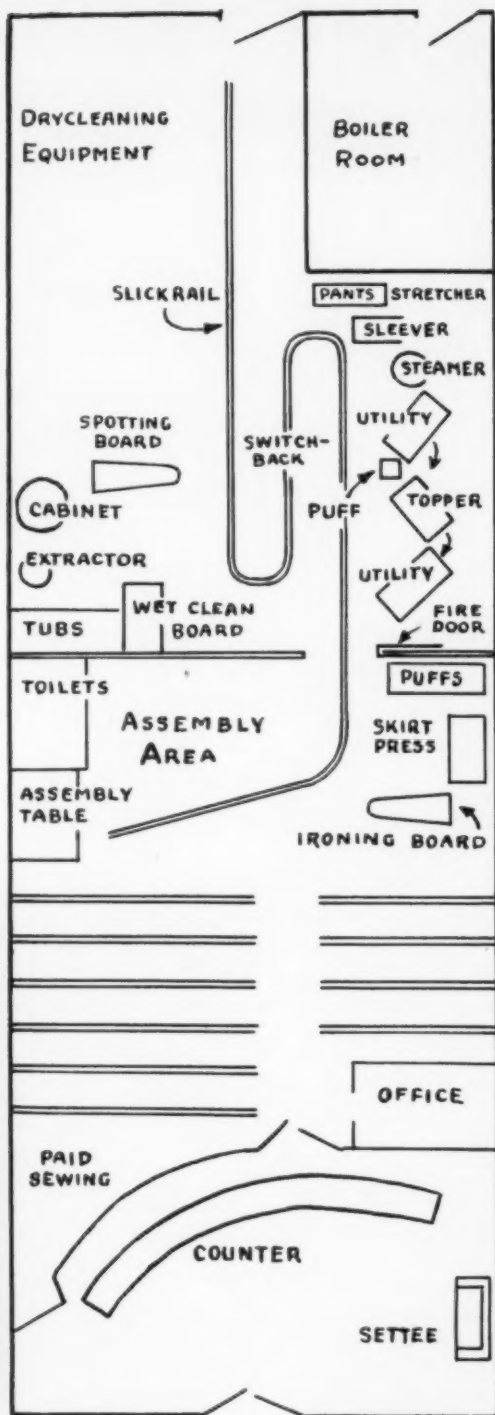 DRYCLEANING
EQUIPMENT
BOILER
ROOM
SLICKRAIL
PANTS STRETCHER
SLEEVER
STEAMER
SPOTTING
BOARD
SWITCH-
BACK
UTILITY
CABINET
PUFF
TOPPER
EXTRACTOR
UTILITY
TUBS
WET CLEAN
BOARD
FIRE
DOOR
TOILETS
PUFFS
ASSEMBLY
AREA
SKIRT
PRESS
ASSEMBLY
TABLE
IRONING BOARD
OFFICE
PAID
SEWING
COUNTER
SETTEE